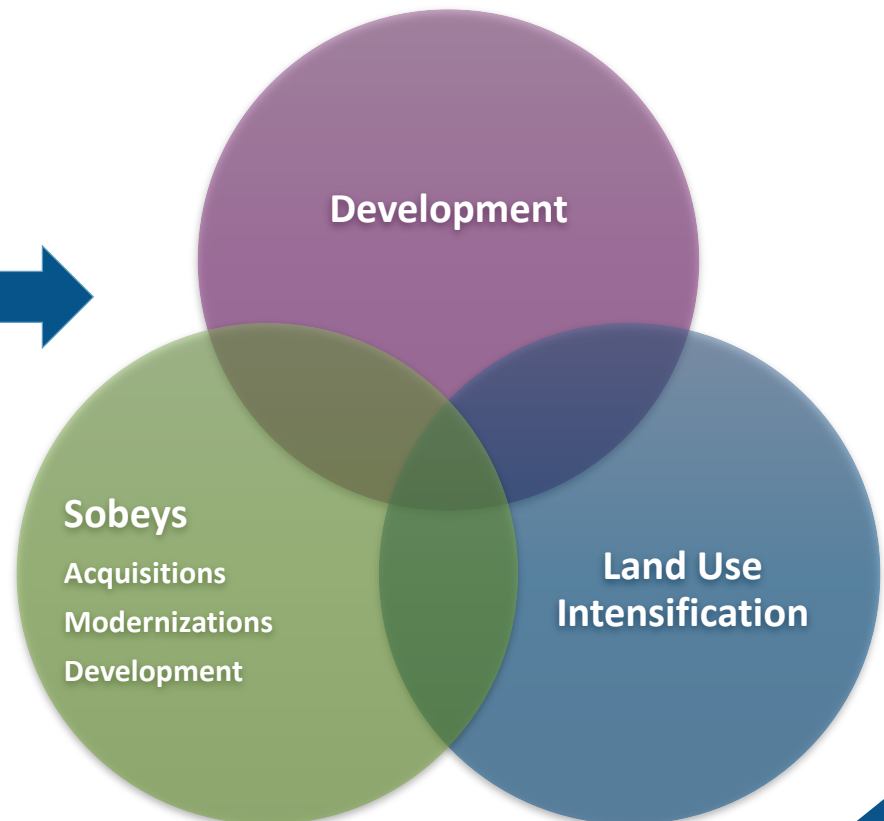 Development
Sobeys
Acquisitions
Modernizations
Development
Land Use
Intensification